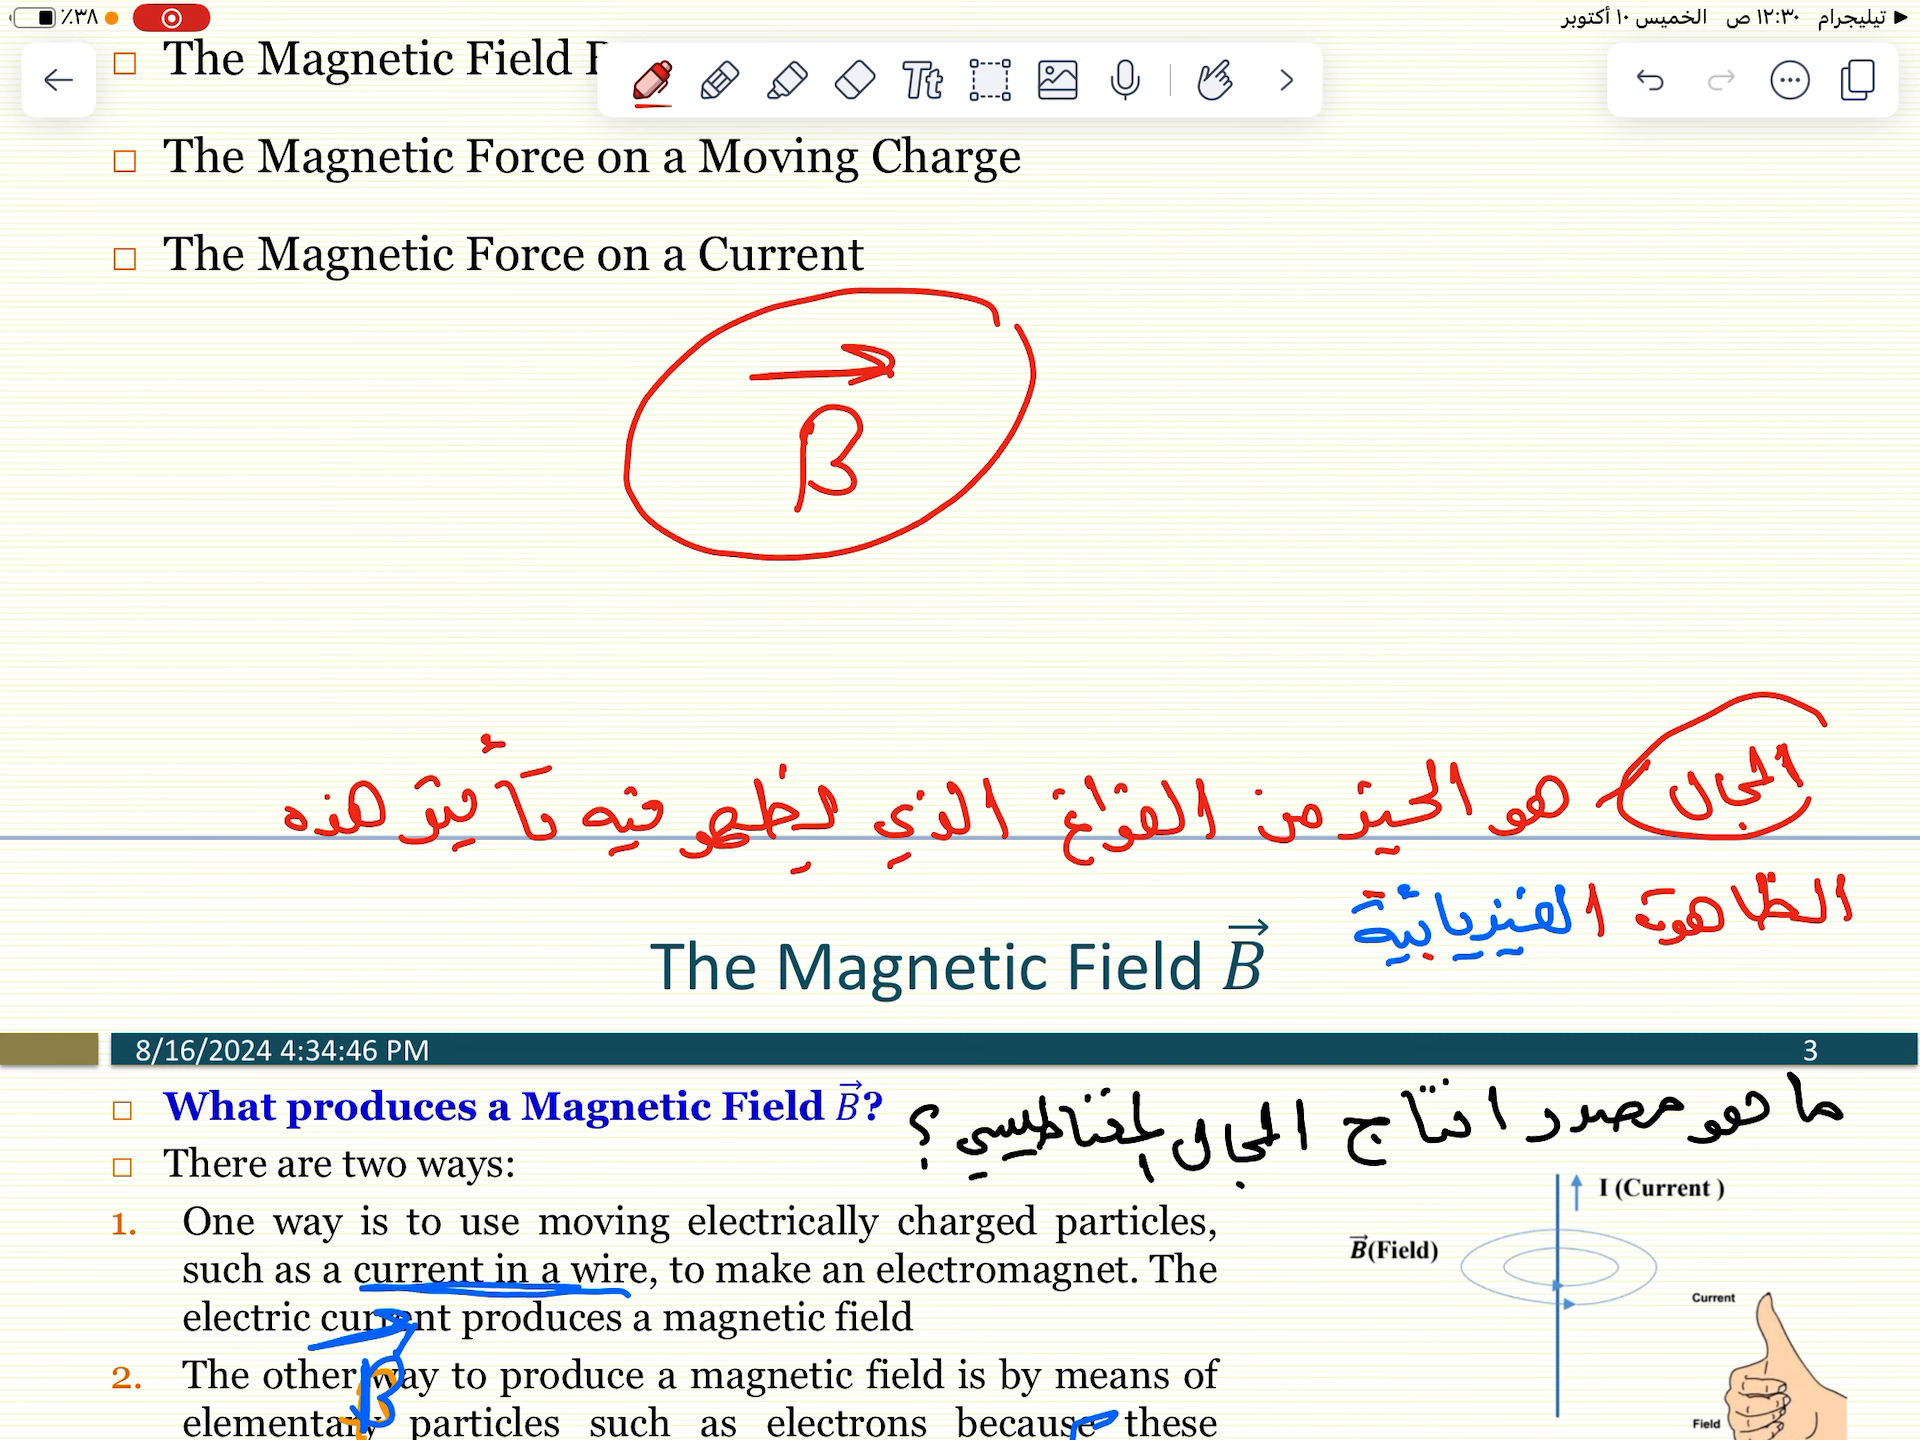 ٪٣٨
الخميس ١٠ أكتوبر ١٢:٣٠ ص تيليجرام
The Magnetic Field
Tt
The Magnetic Force on a Moving Charge
The Magnetic Force on a Current
B
المجال هو الحيز من الفراغ الذي يظهر فيه تأثير هذه
الظاهرة الفيزيائية
The Magnetic Field B⃗
8/16/2024 4:34:46 PM 3
What produces a Magnetic Field B⃗?
ما هو مصدر انتاج المجال المغناطيسي ؟
There are two ways:
1. One way is to use moving electrically charged particles,
such as a current in a wire, to make an electromagnet. The
electric current produces a magnetic field
2. The other way to produce a magnetic field is by means of
elementary particles such as electrons because these
B
I (Current )
B⃗(Field)
Current
Field